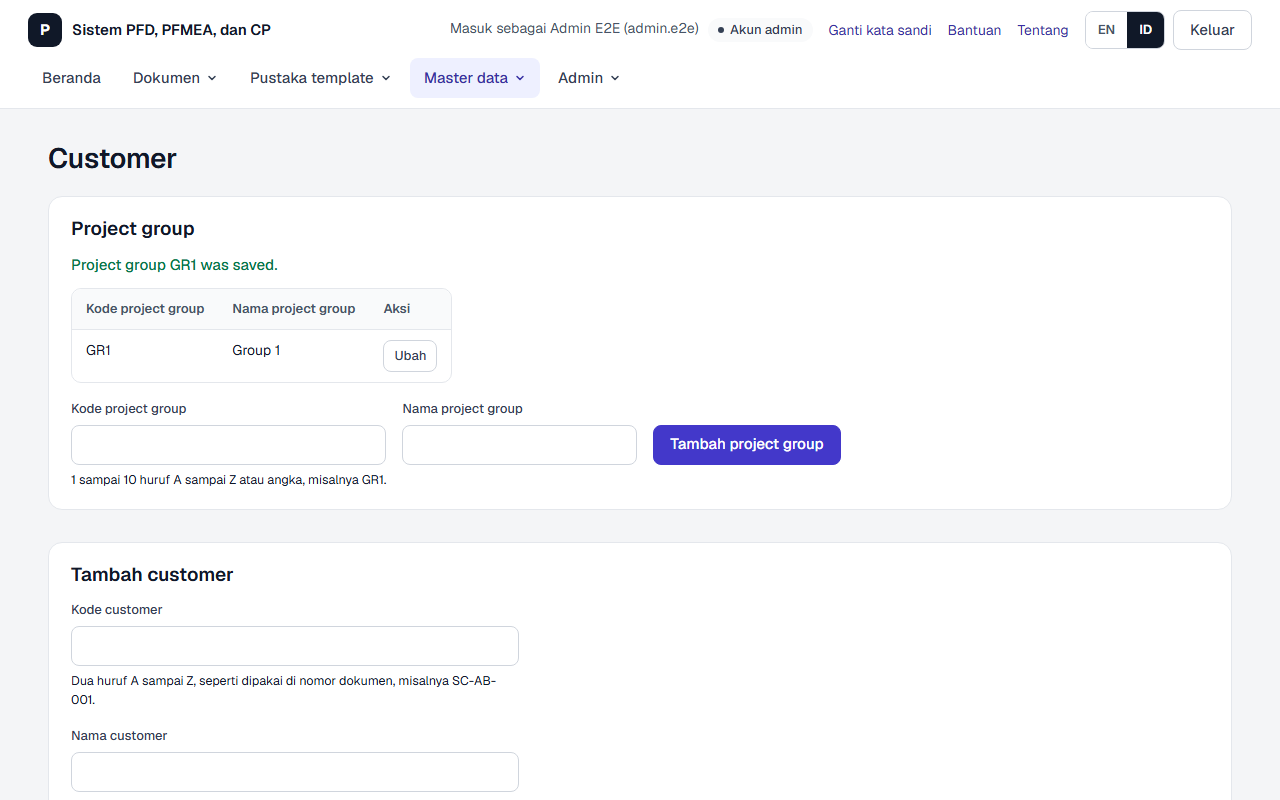 P Sistem PFD, PFMEA, dan CP Masuk sebagai Admin E2E (admin.e2e) Akun admin Ganti kata sandi Bantuan Tentang EN ID Keluar
Beranda Dokumen Pustaka template Master data Admin
Customer
Project group
Project group GR1 was saved.
Kode project group Nama project group Aksi
GR1 Group 1 Ubah
Kode project group Nama project group
Tambah project group
1 sampai 10 huruf A sampai Z atau angka, misalnya GR1.
Tambah customer
Kode customer
Dua huruf A sampai Z, seperti dipakai di nomor dokumen, misalnya SC-AB-
001.
Nama customer